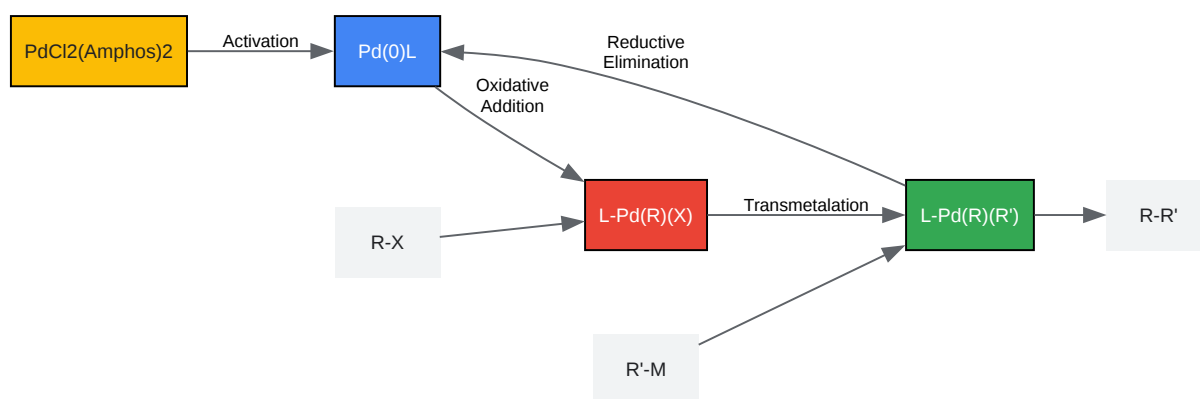 PdCl2(Amphos)2
Activation
Pd(0)L
Reductive
Elimination
Oxidative
Addition
L-Pd(R)(X)
Transmetalation
L-Pd(R)(R')
R-R'
R-X
R'-M